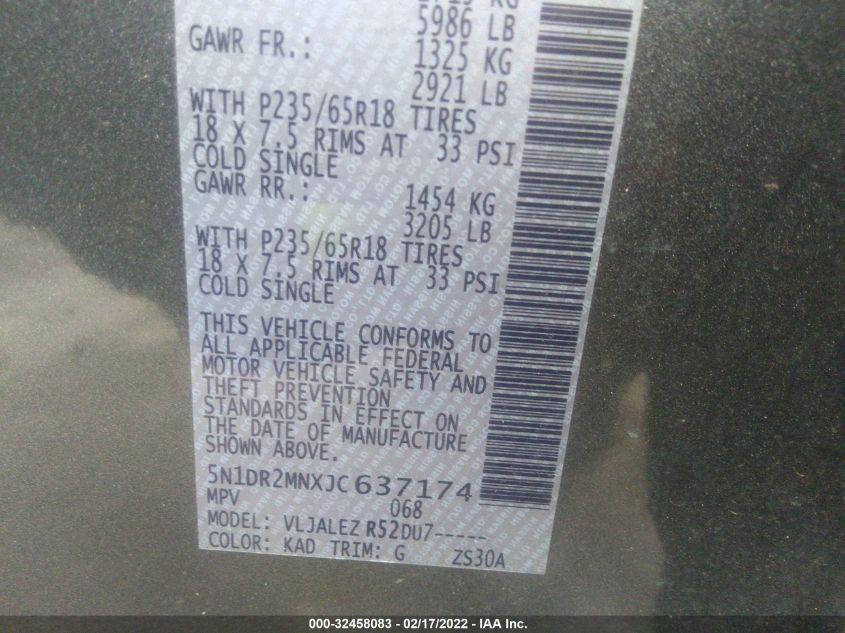 5986 LB
GAWR FR.: 1325 KG
2921 LB
WITH P235/65R18 TIRES
18 X 7.5 RIMS AT 33 PSI
COLD SINGLE
GAWR RR.: 1454 KG
3205 LB
WITH P235/65R18 TIRES
18 X 7.5 RIMS AT 33 PSI
COLD SINGLE
THIS VEHICLE CONFORMS TO
ALL APPLICABLE FEDERAL
MOTOR VEHICLE SAFETY AND
THEFT PREVENTION
STANDARDS IN EFFECT ON
THE DATE OF MANUFACTURE
SHOWN ABOVE.
5N1DR2MNXJC637174
MPV 068
MODEL: VLJALEZ R52DU7-----
COLOR: KAD TRIM: G ZS30A
000-32458083 - 02/17/2022 - IAA Inc.